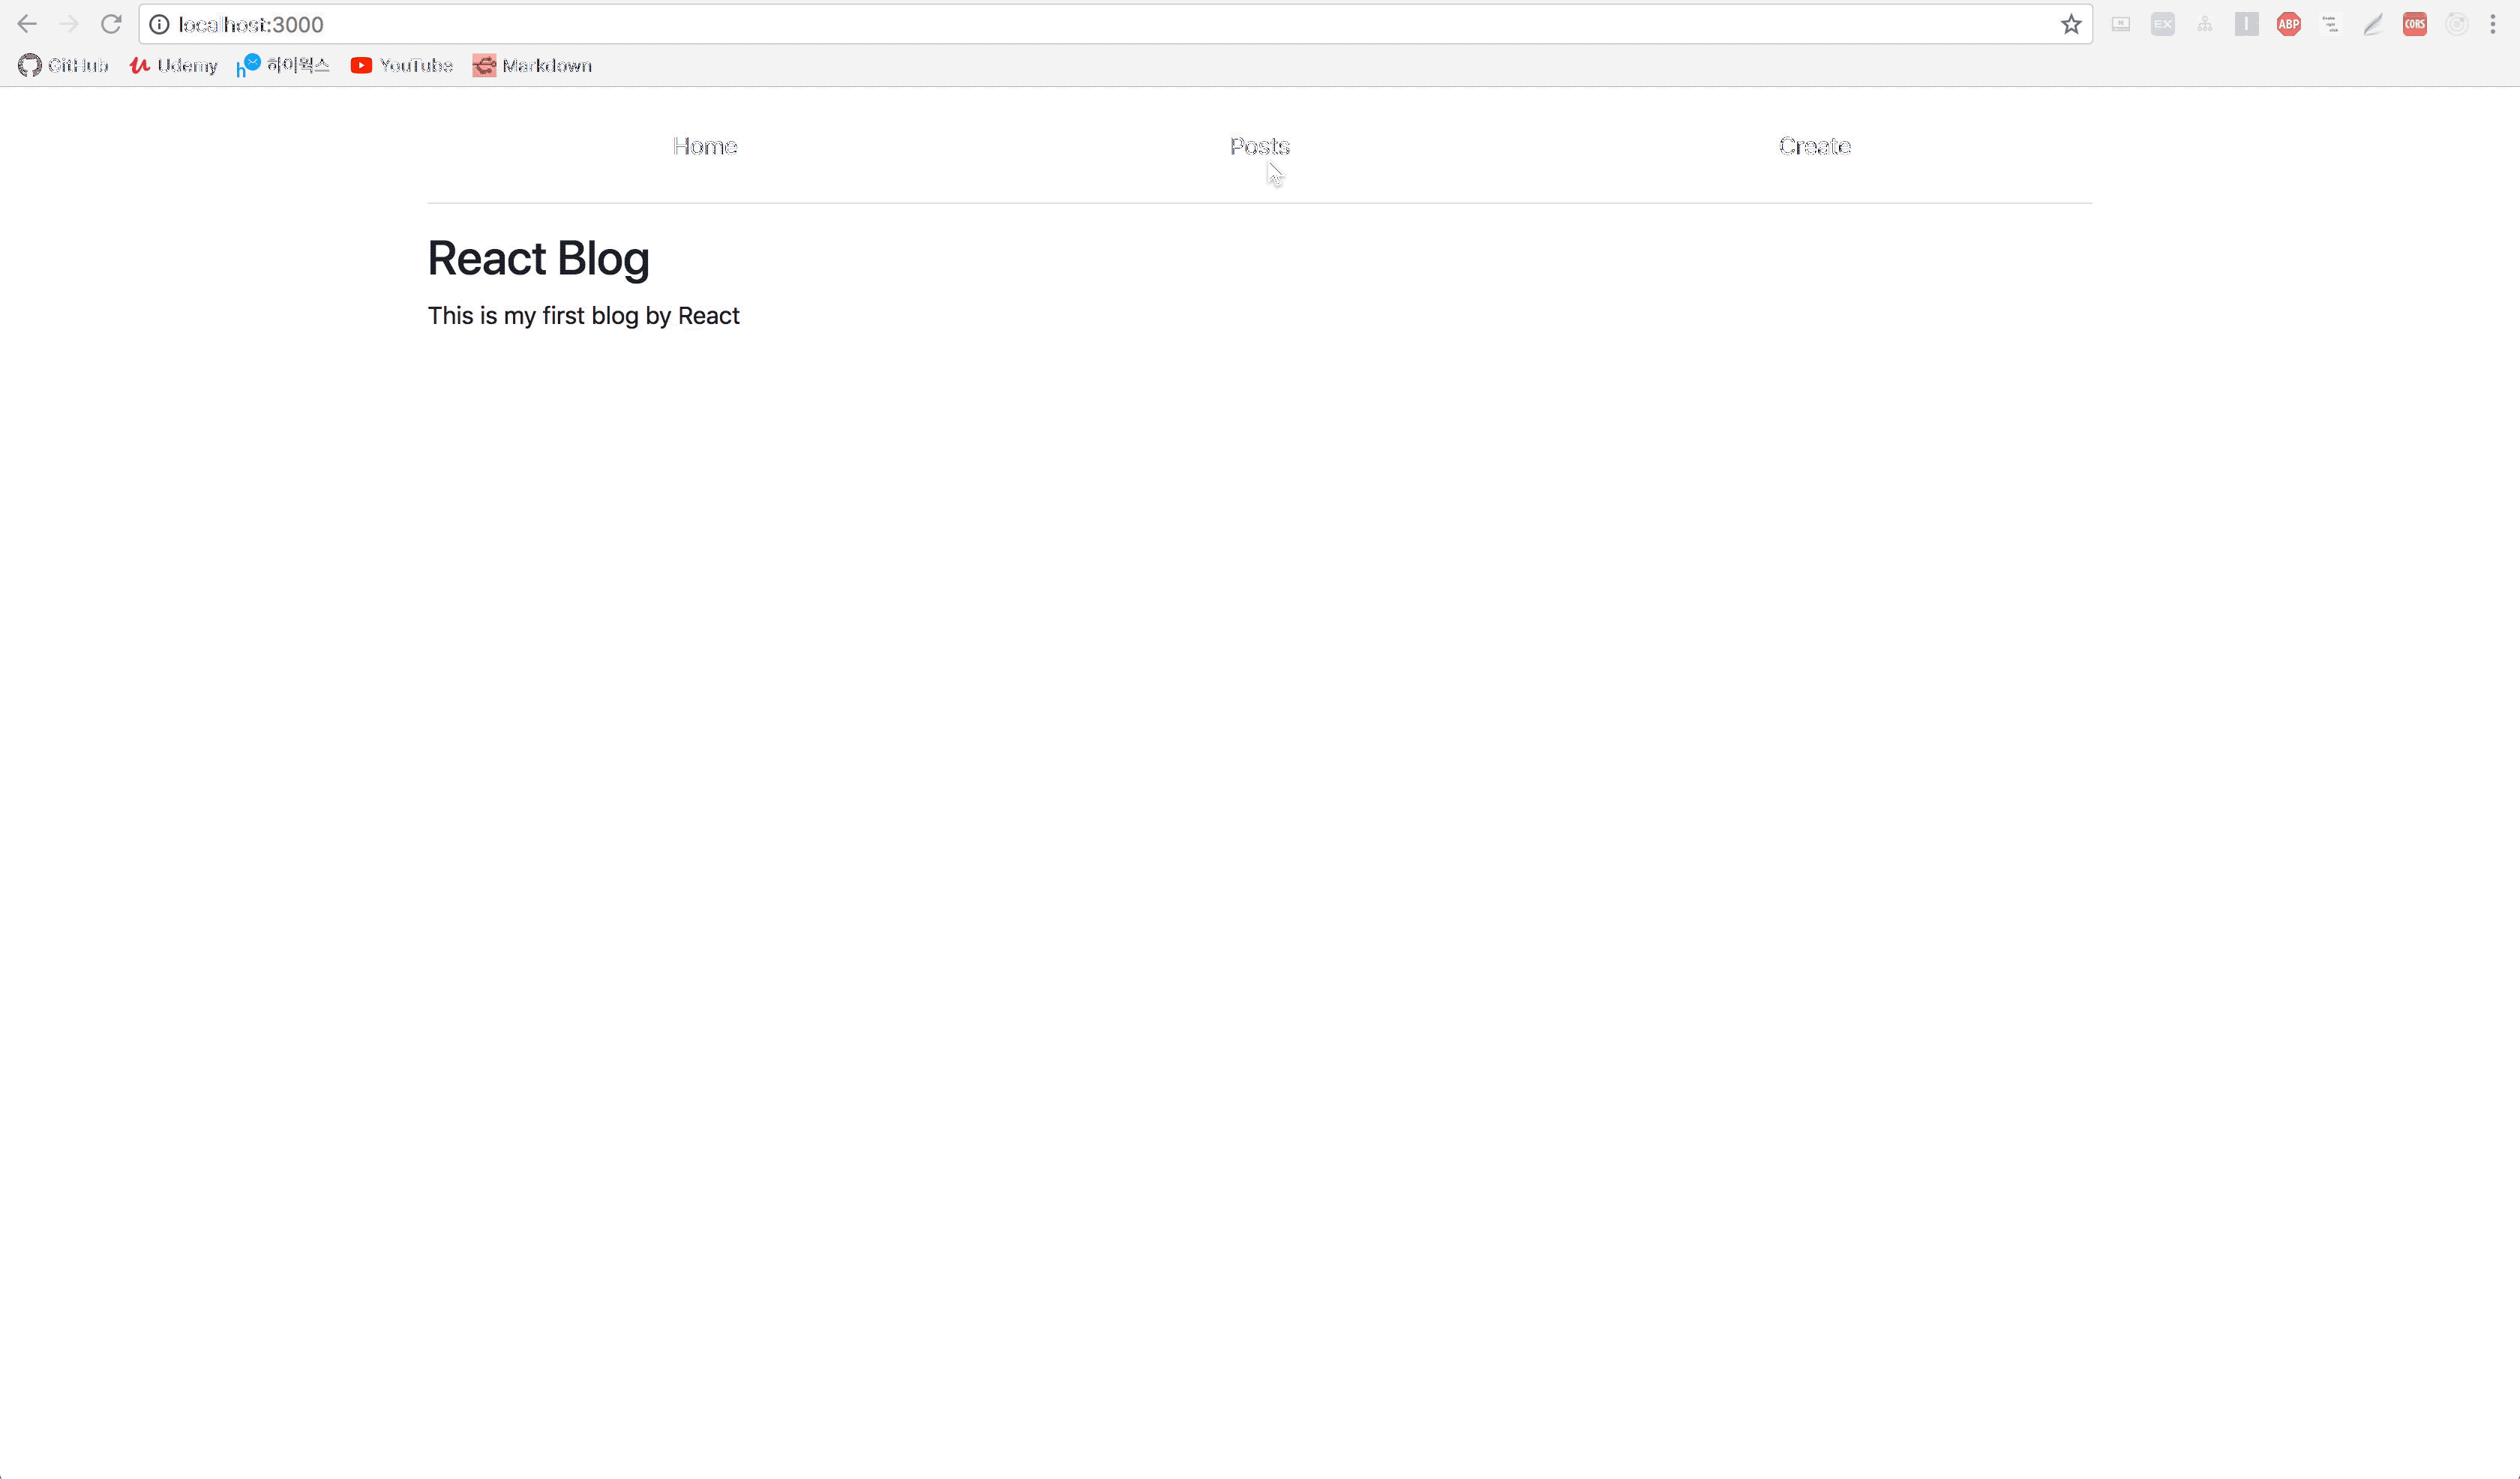 localhost:3000
EX ABP CORS
GitHub Udemy 하이웍스 YouTube Markdown
Home Posts Create
React Blog
This is my first blog by React